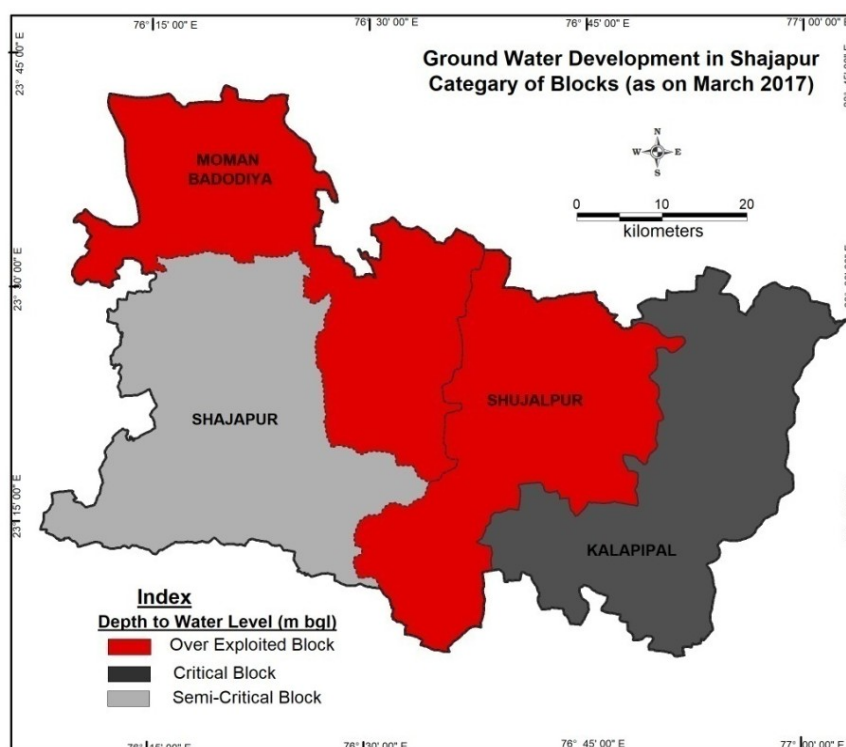 76° 15' 00" E
76° 30' 00" E
76° 45' 00" E
77° 00' 00" E
23° 45' 00" E
Ground Water Development in Shajapur
Categary of Blocks (as on March 2017)
N
W E
S
0 10 20
kilometers
MOMAN
BADODIYA
23° 30' 00" E
SHAJAPUR
SHUJALPUR
23° 15' 00" E
KALAPIPAL
Index
Depth to Water Level (m bgl)
Over Exploited Block
Critical Block
Semi-Critical Block
76° 15' 00" E
76° 30' 00" E
76° 45' 00" E
77° 00' 00" E